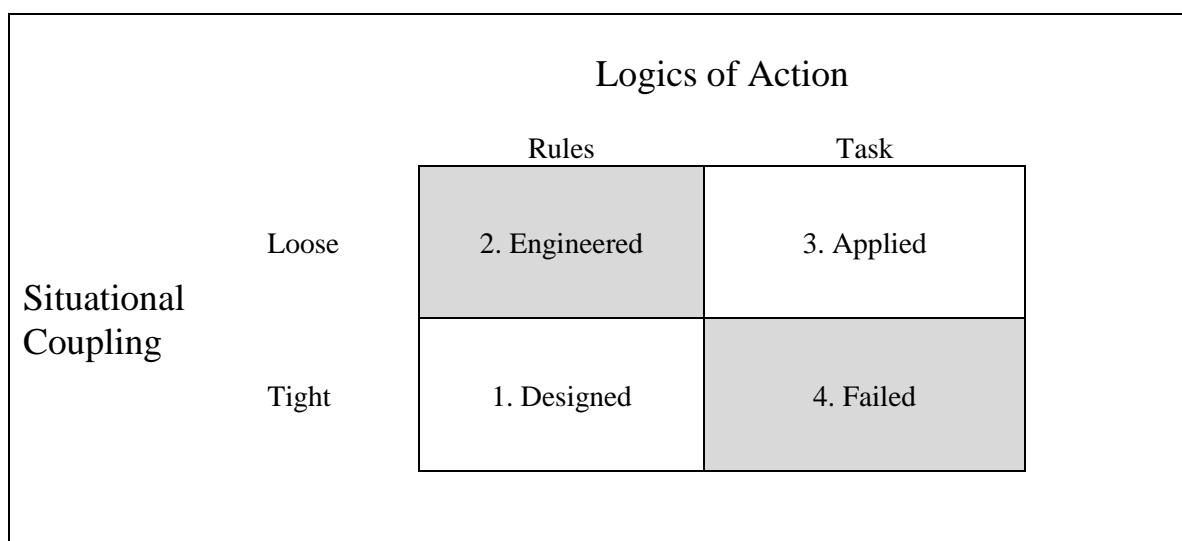 Logics of Action
Rules Task
Loose 2. Engineered 3. Applied
Situational
Coupling
Tight 1. Designed 4. Failed